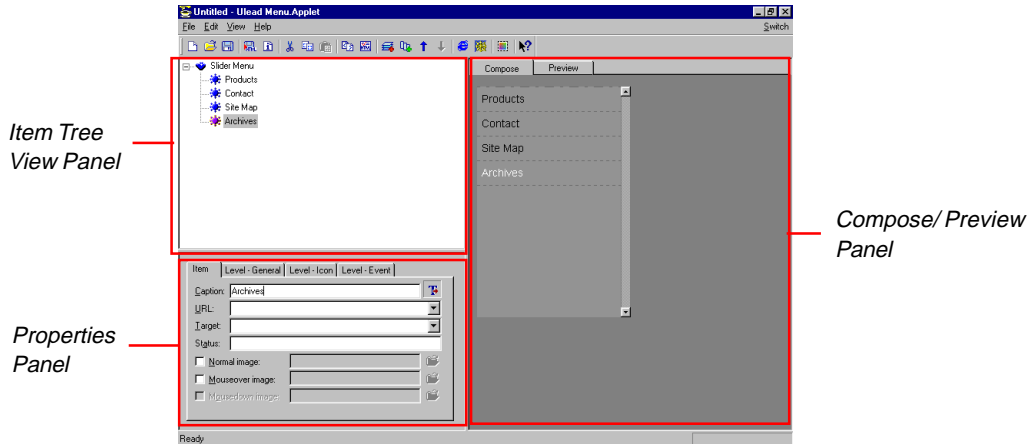 Untitled - Ulead Menu.Applet
File Edit View Help
Switch
Slider Menu
Products
Contact
Site Map
Archives
Compose
Preview
Products
Contact
Site Map
Archives
Item Tree
View Panel
Compose/ Preview
Panel
Properties
Panel
Item
Level - General
Level - Icon
Level - Event
Caption: Archives
URL:
Target:
Status:
Normal image:
Mouseover image:
Mousedown image:
Ready